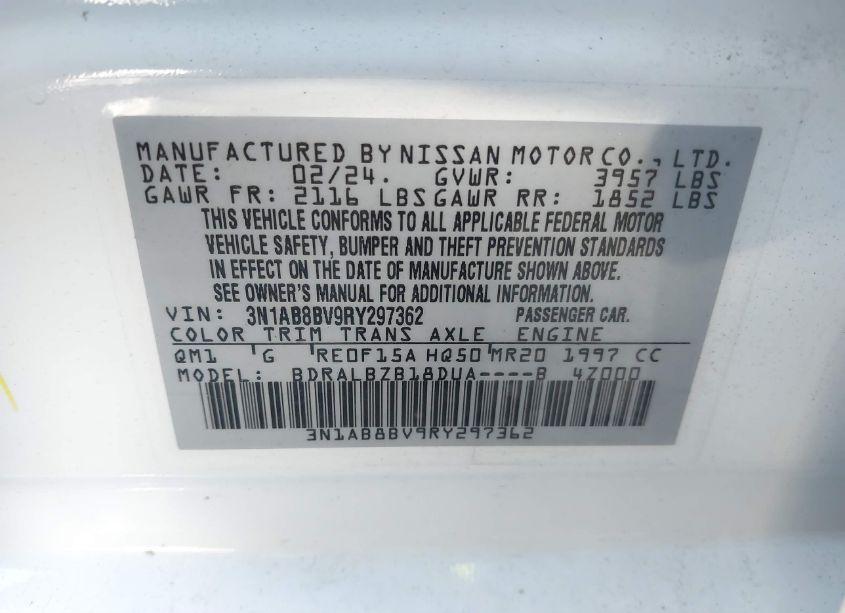 MANUFACTURED BY NISSAN MOTOR CO., LTD.
DATE: 02/24. GVWR: 3957 LBS
GAWR FR: 2116 LBS GAWR RR: 1852 LBS
THIS VEHICLE CONFORMS TO ALL APPLICABLE FEDERAL MOTOR
VEHICLE SAFETY, BUMPER AND THEFT PREVENTION STANDARDS
IN EFFECT ON THE DATE OF MANUFACTURE SHOWN ABOVE.
SEE OWNER'S MANUAL FOR ADDITIONAL INFORMATION.
VIN: 3N1AB8BV9RY297362 PASSENGER CAR.
COLOR TRIM TRANS AXLE ENGINE
QM1 G RE0F15A HQ50 MR20 1997 CC
MODEL: BDRALBZB18DUA----B 4Z000
3N1AB8BV9RY297362